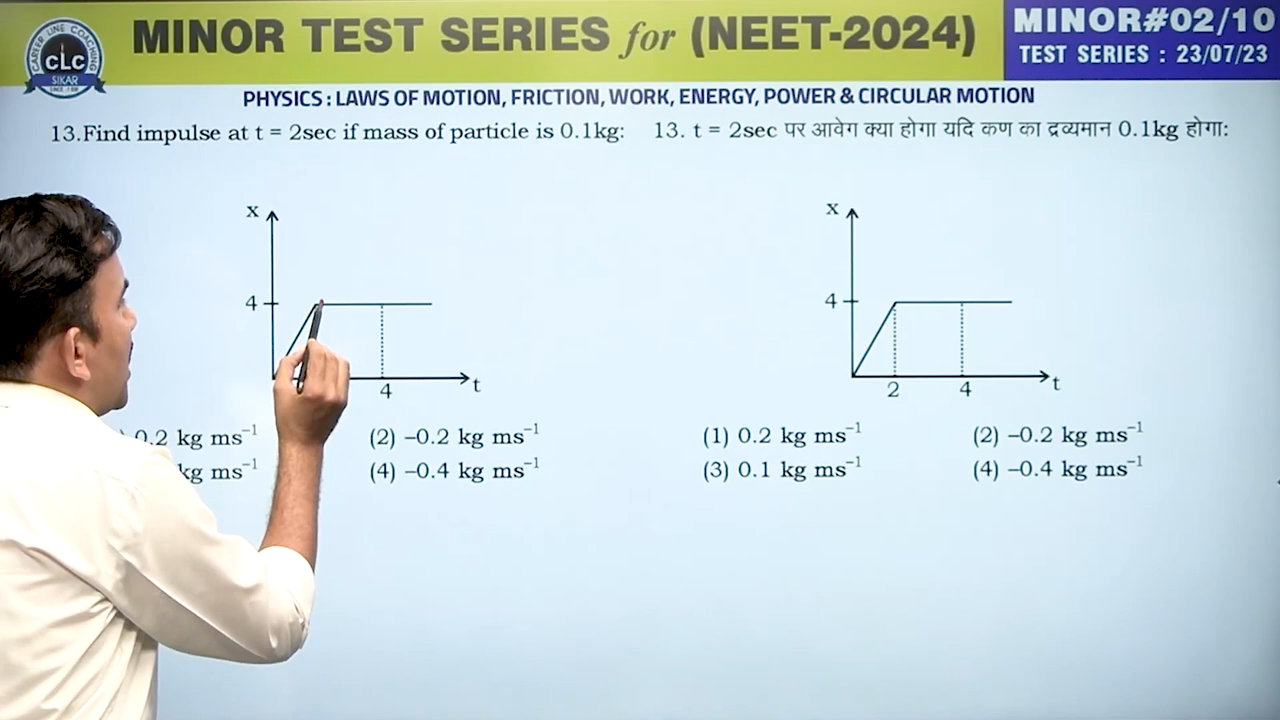 MINOR TEST SERIES for (NEET-2024)
MINOR#02/10
TEST SERIES : 23/07/23
CAREER LINE COACHING
CLC
SIKAR
PHYSICS : LAWS OF MOTION, FRICTION, WORK, ENERGY, POWER & CIRCULAR MOTION
13.Find impulse at t = 2sec if mass of particle is 0.1kg:
x
4
4
t
0.2 kg ms⁻¹
(2) –0.2 kg ms⁻¹
kg ms⁻¹
(4) –0.4 kg ms⁻¹
13. t = 2sec पर आवेग क्या होगा यदि कण का द्रव्यमान 0.1kg होगा:
x
4
2
4
t
(1) 0.2 kg ms⁻¹
(2) –0.2 kg ms⁻¹
(3) 0.1 kg ms⁻¹
(4) –0.4 kg ms⁻¹